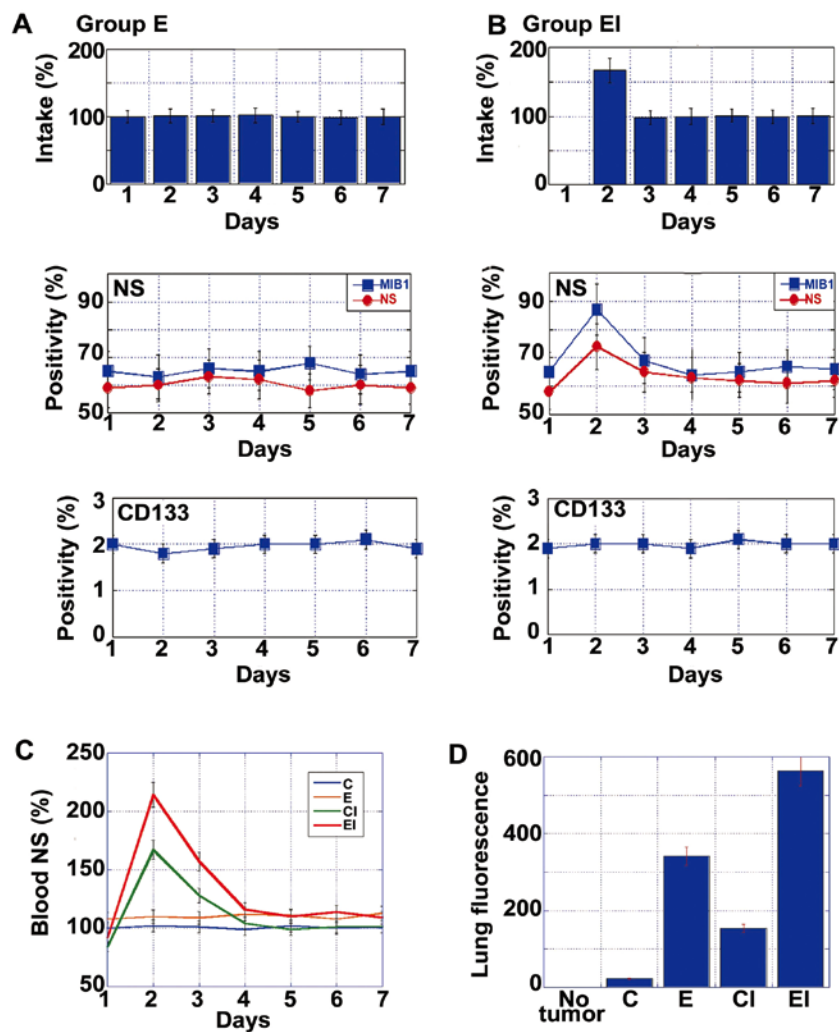 A
Group E
Intake (%)
200
100
0
1 2 3 4 5 6 7
Days
NS
MIB1
NS
Positivity (%)
90
70
50
1 2 3 4 5 6 7
Days
CD133
Positivity (%)
3
2
1
0
1 2 3 4 5 6 7
Days
B
Group EI
Intake (%)
200
100
0
1 2 3 4 5 6 7
Days
NS
MIB1
NS
Positivity (%)
90
70
50
1 2 3 4 5 6 7
Days
CD133
Positivity (%)
3
2
1
0
1 2 3 4 5 6 7
Days
C
Blood NS (%)
250
200
150
100
50
C
E
CI
EI
1 2 3 4 5 6 7
Days
D
Lung fluorescence
600
400
200
0
No tumor C E CI EI